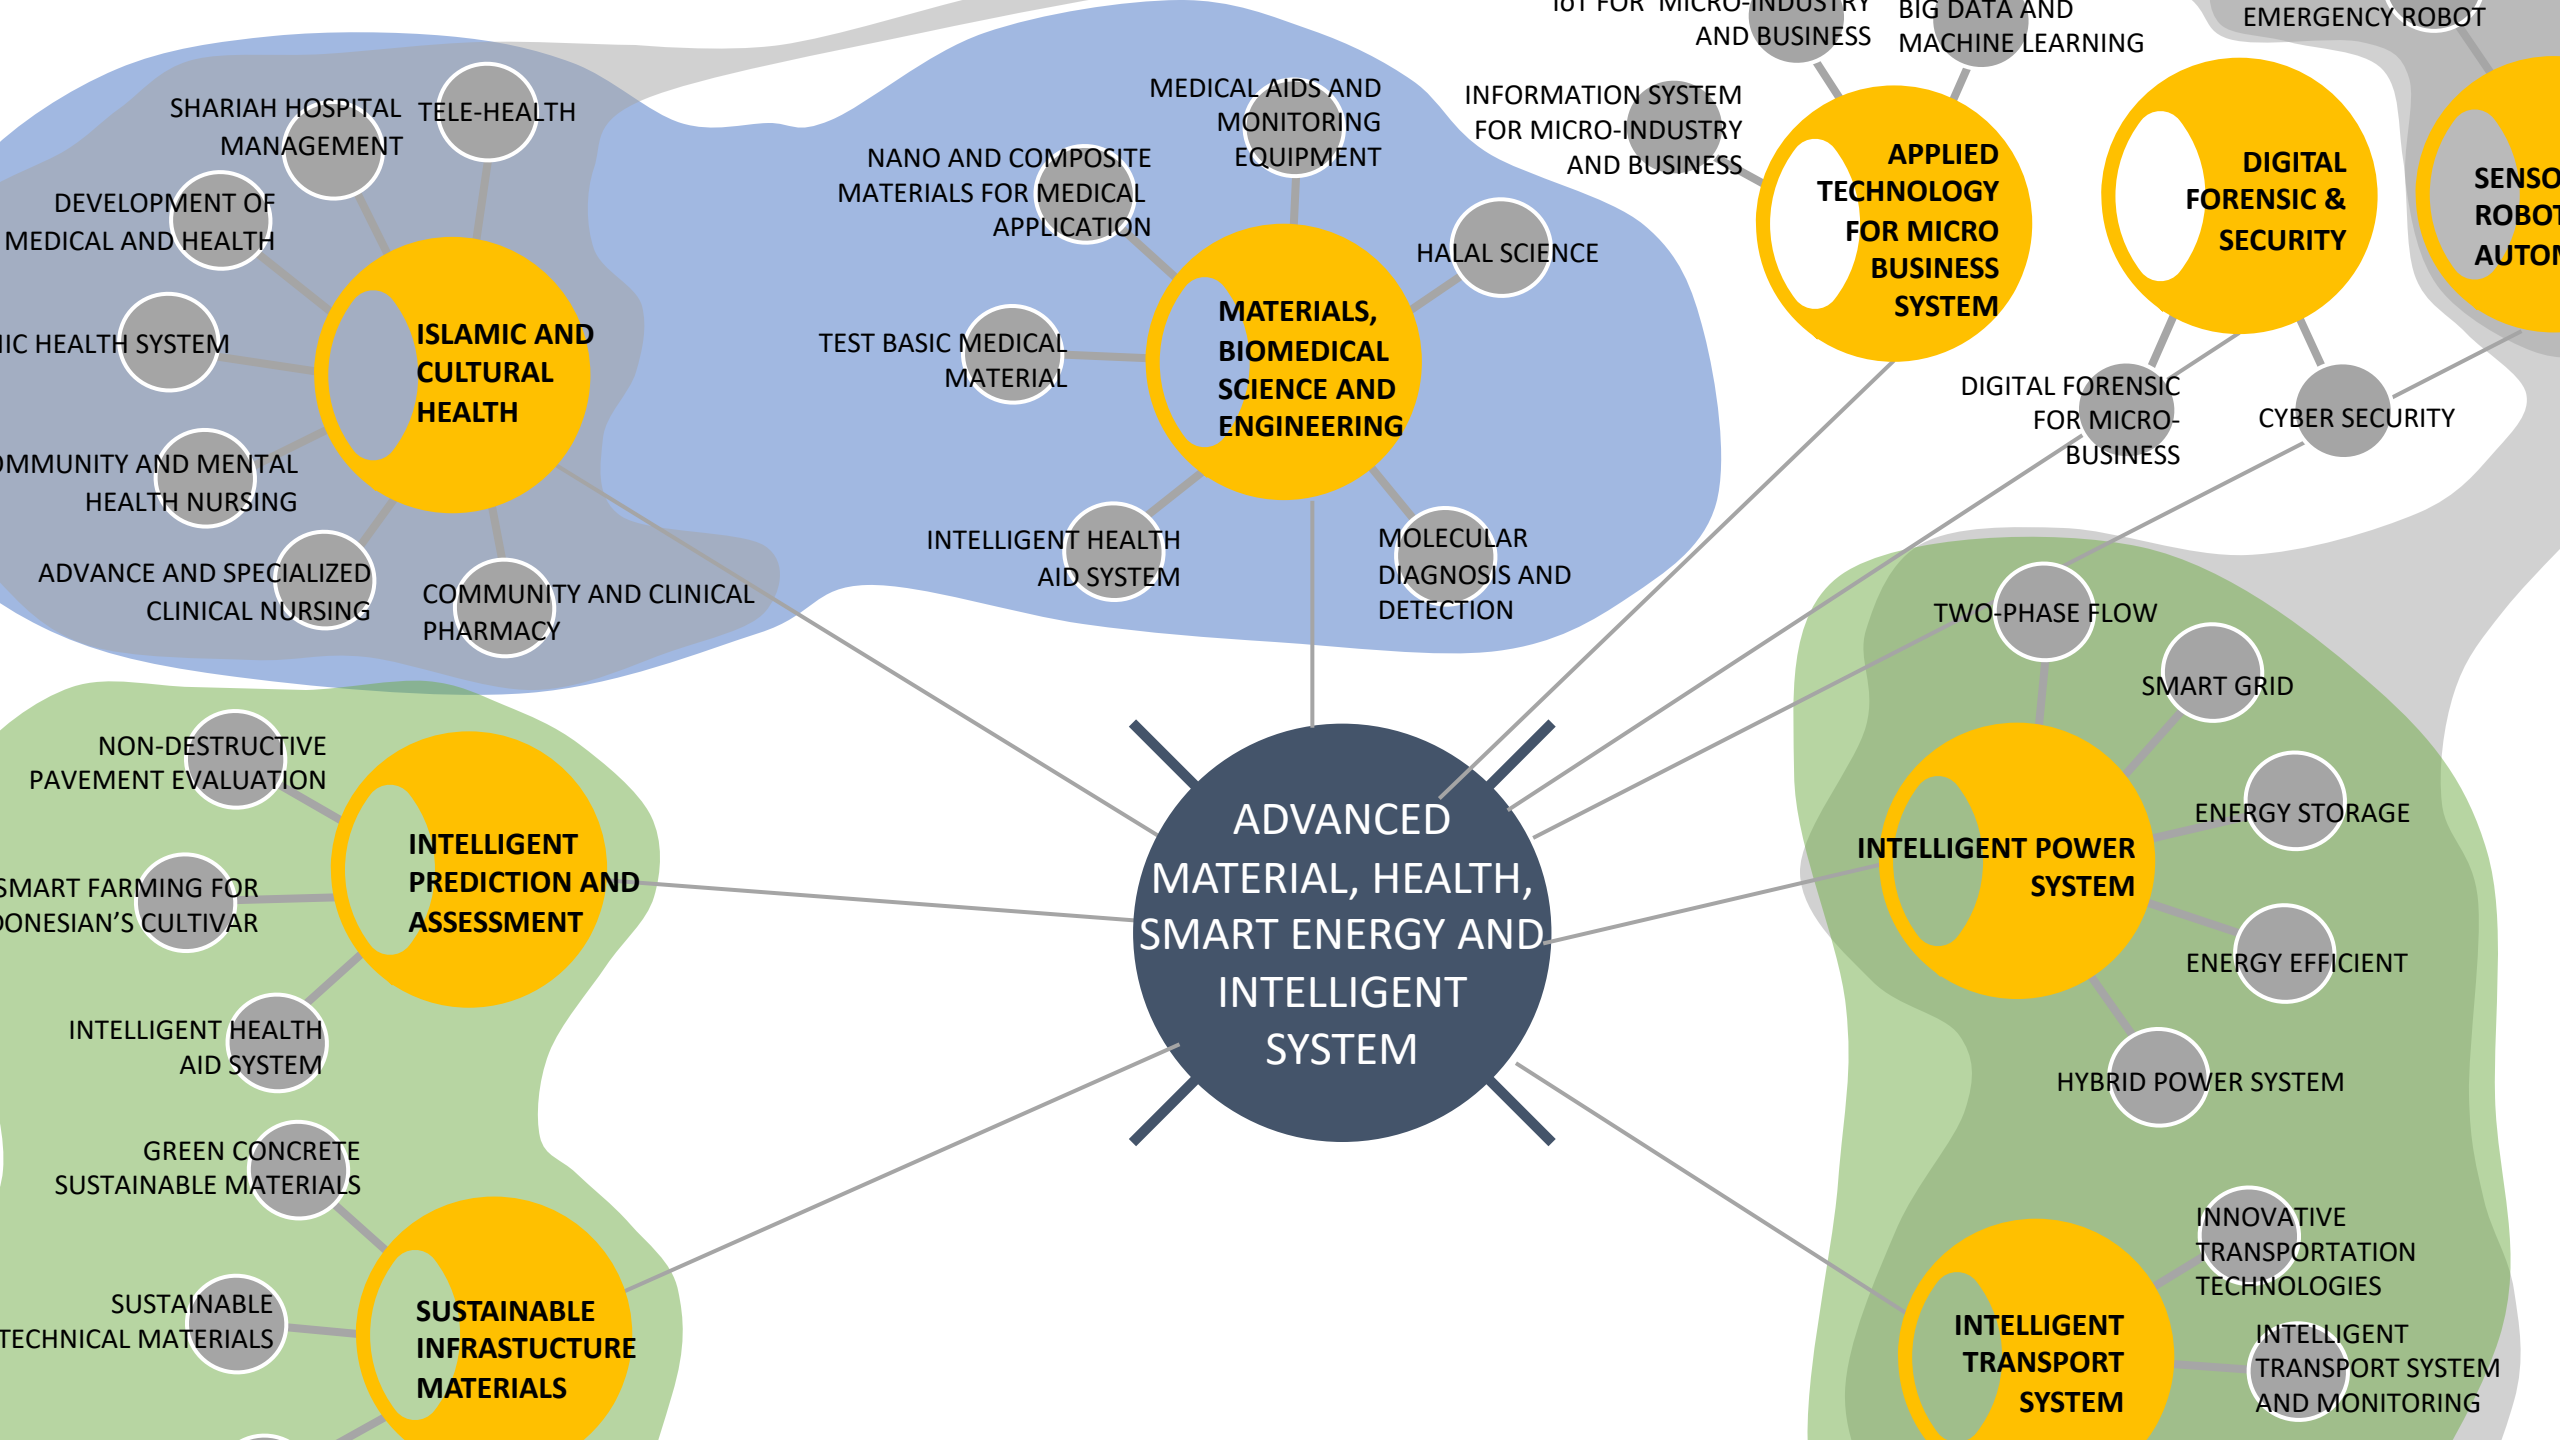 IoT FOR MICRO-INDUSTRY
AND BUSINESS
BIG DATA AND
MACHINE LEARNING
EMERGENCY ROBOT
SHARIAH HOSPITAL
MANAGEMENT
TELE-HEALTH
DEVELOPMENT OF
MEDICAL AND HEALTH
HEALTH SYSTEM
AND MENTAL
HEALTH NURSING
ADVANCE AND SPECIALIZED
CLINICAL NURSING
COMMUNITY AND CLINICAL
PHARMACY
ISLAMIC AND
CULTURAL
HEALTH
MEDICAL AIDS AND
MONITORING
EQUIPMENT
NANO AND COMPOSITE
MATERIALS FOR MEDICAL
APPLICATION
HALAL SCIENCE
TEST BASIC MEDICAL
MATERIAL
MATERIALS,
BIOMEDICAL
SCIENCE AND
ENGINEERING
INTELLIGENT HEALTH
AID SYSTEM
MOLECULAR
DIAGNOSIS AND
DETECTION
INFORMATION SYSTEM
FOR MICRO-INDUSTRY
AND BUSINESS
APPLIED
TECHNOLOGY
FOR MICRO
BUSINESS
SYSTEM
DIGITAL
FORENSIC &
SECURITY
SENSO
ROBOT
AUTOM
DIGITAL FORENSIC
FOR MICRO-
BUSINESS
CYBER SECURITY
NON-DESTRUCTIVE
PAVEMENT EVALUATION
SMART FARMING FOR
DONESIAN'S CULTIVAR
INTELLIGENT HEALTH
AID SYSTEM
INTELLIGENT
PREDICTION AND
ASSESSMENT
GREEN CONCRETE
SUSTAINABLE MATERIALS
SUSTAINABLE
TECHNICAL MATERIALS
SUSTAINABLE
INFRASTUCTURE
MATERIALS
ADVANCED
MATERIAL, HEALTH,
SMART ENERGY AND
INTELLIGENT
SYSTEM
TWO-PHASE FLOW
SMART GRID
ENERGY STORAGE
ENERGY EFFICIENT
HYBRID POWER SYSTEM
INTELLIGENT POWER
SYSTEM
INNOVATIVE
TRANSPORTATION
TECHNOLOGIES
INTELLIGENT
TRANSPORT SYSTEM
AND MONITORING
INTELLIGENT
TRANSPORT
SYSTEM